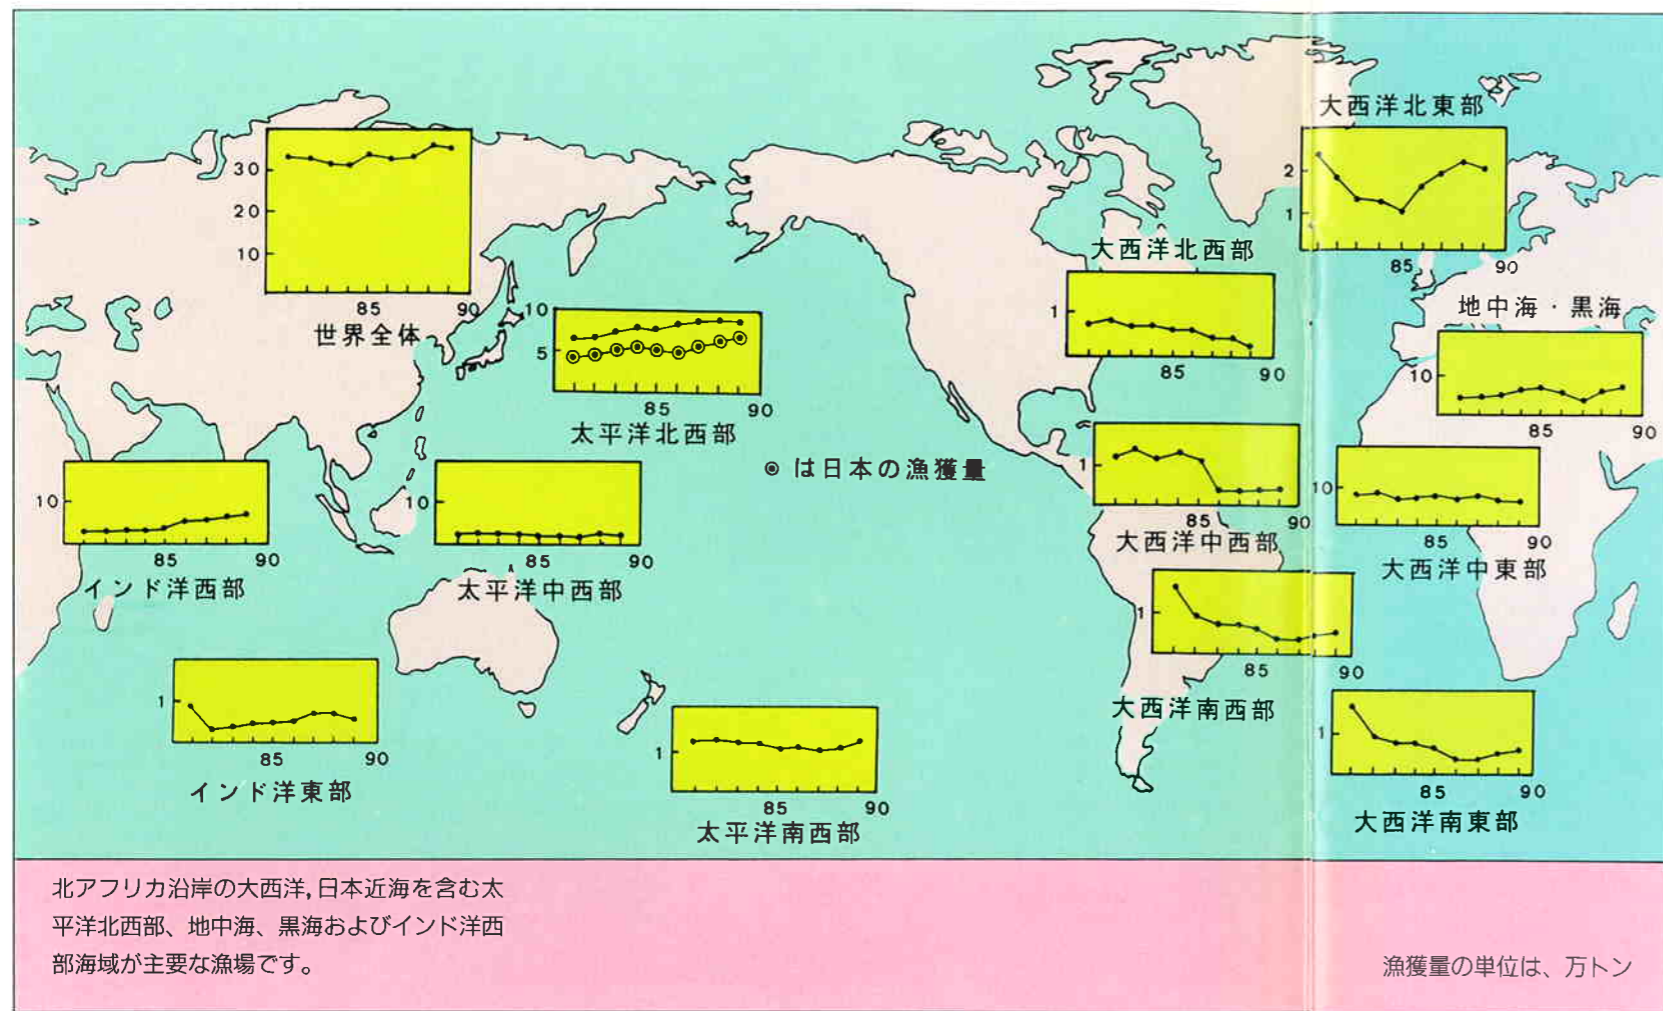 大西洋北東部
2
1
85
90
30
20
10
85
90
世界全体
大西洋北西部
1
85
90
地中海・黒海
10
85
90
10
5
85
90
太平洋北西部
◉ は日本の漁獲量
1
85
90
大西洋中西部
10
85
90
大西洋中東部
10
85
90
インド洋西部
10
85
90
太平洋中西部
1
85
90
大西洋南西部
1
85
90
インド洋東部
1
85
90
太平洋南西部
1
85
90
大西洋南東部
北アフリカ沿岸の大西洋,日本近海を含む太
平洋北西部、地中海、黒海およびインド洋西
部海域が主要な漁場です。
漁獲量の単位は、万トン